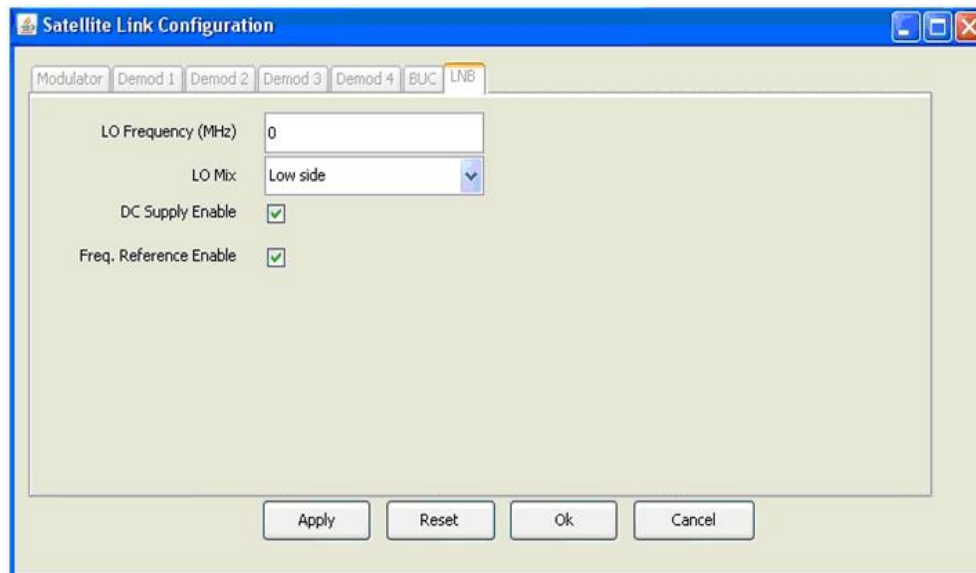 Satellite Link Configuration
Modulator Demod 1 Demod 2 Demod 3 Demod 4 BUC LNB
LO Frequency (MHz) 0
LO Mix Low side
DC Supply Enable
Freq. Reference Enable
Apply Reset Ok Cancel